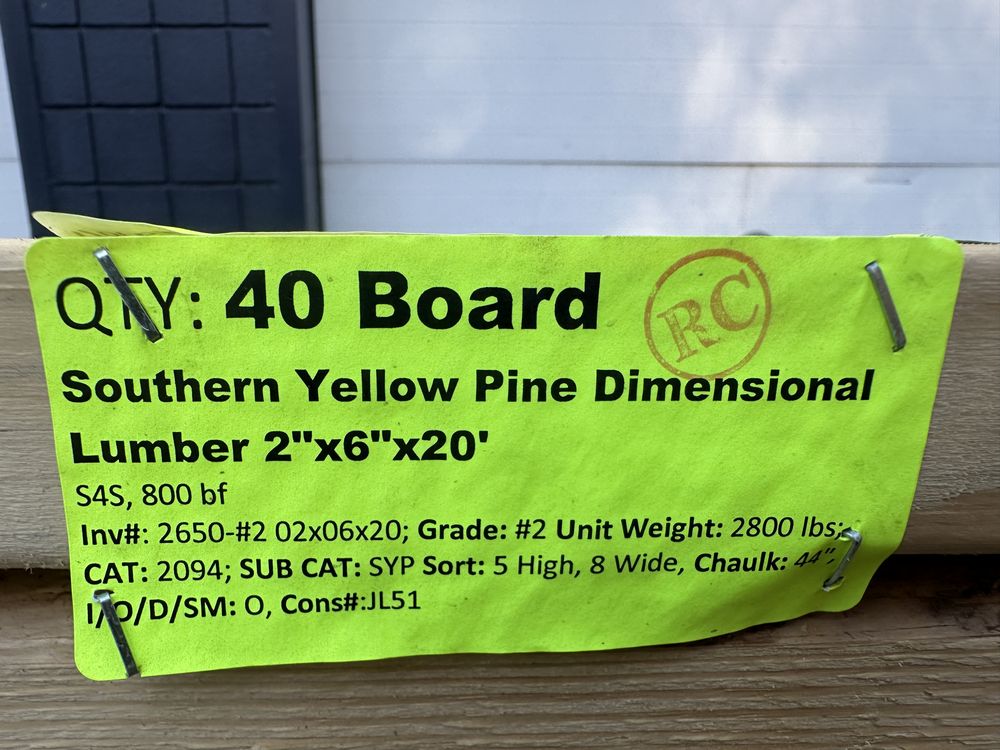 QTY: 40 Board
RC
Southern Yellow Pine Dimensional
Lumber 2"x6"x20'
S4S, 800 bf
Inv#: 2650-#2 02x06x20; Grade: #2 Unit Weight: 2800 lbs;
CAT: 2094; SUB CAT: SYP Sort: 5 High, 8 Wide, Chaulk: 44",
I/O/D/SM: O, Cons#:JL51